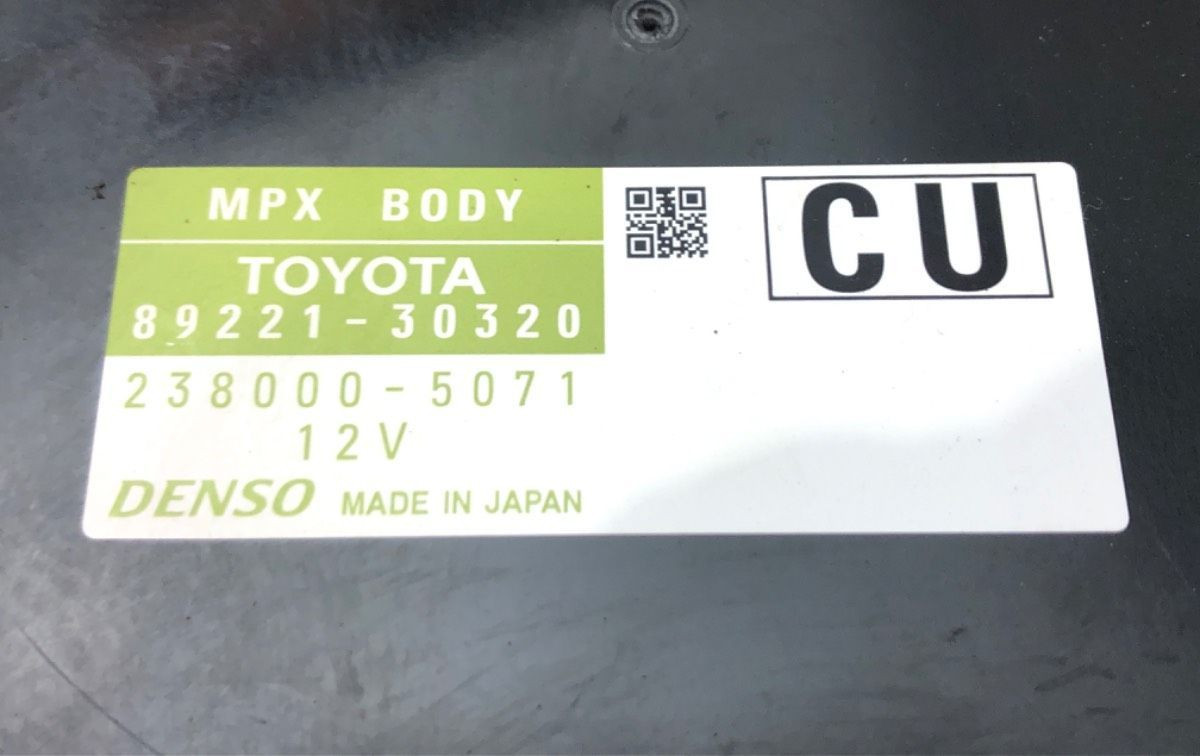 MPX BODY
TOYOTA
89221-30320
238000-5071
12V
DENSO MADE IN JAPAN
CU